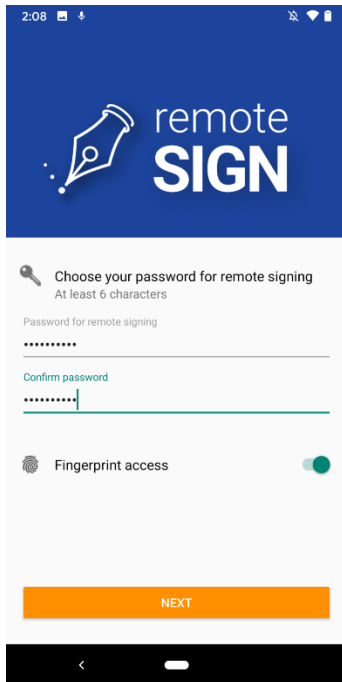 2:08
remote
SIGN
Choose your password for remote signing
At least 6 characters
Password for remote signing
••••••••••
Confirm password
••••••••••
Fingerprint access
NEXT